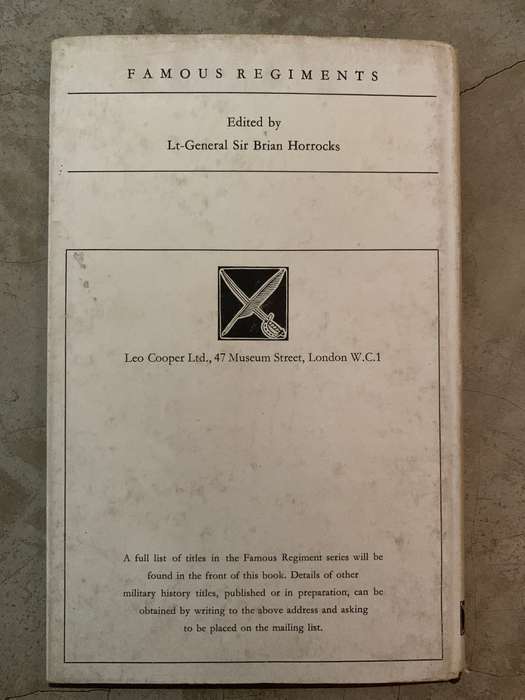 FAMOUS REGIMENTS
Edited by
Lt-General Sir Brian Horrocks
Leo Cooper Ltd., 47 Museum Street, London W.C.1
A full list of titles in the Famous Regiment series will be
found in the front of this book. Details of other
military history titles, published or in preparation, can be
obtained by writing to the above address and asking
to be placed on the mailing list.